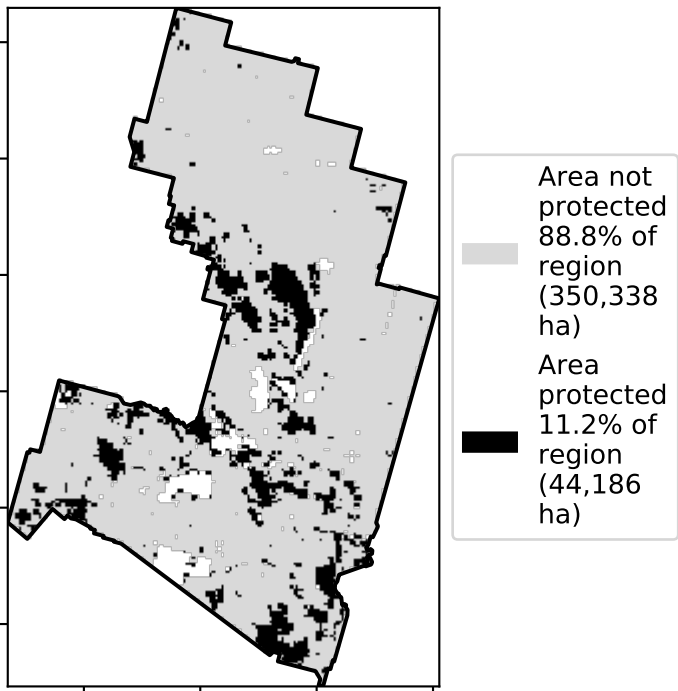 Area not
protected
88.8% of
region
(350,338
ha)
Area
protected
11.2% of
region
(44,186
ha)